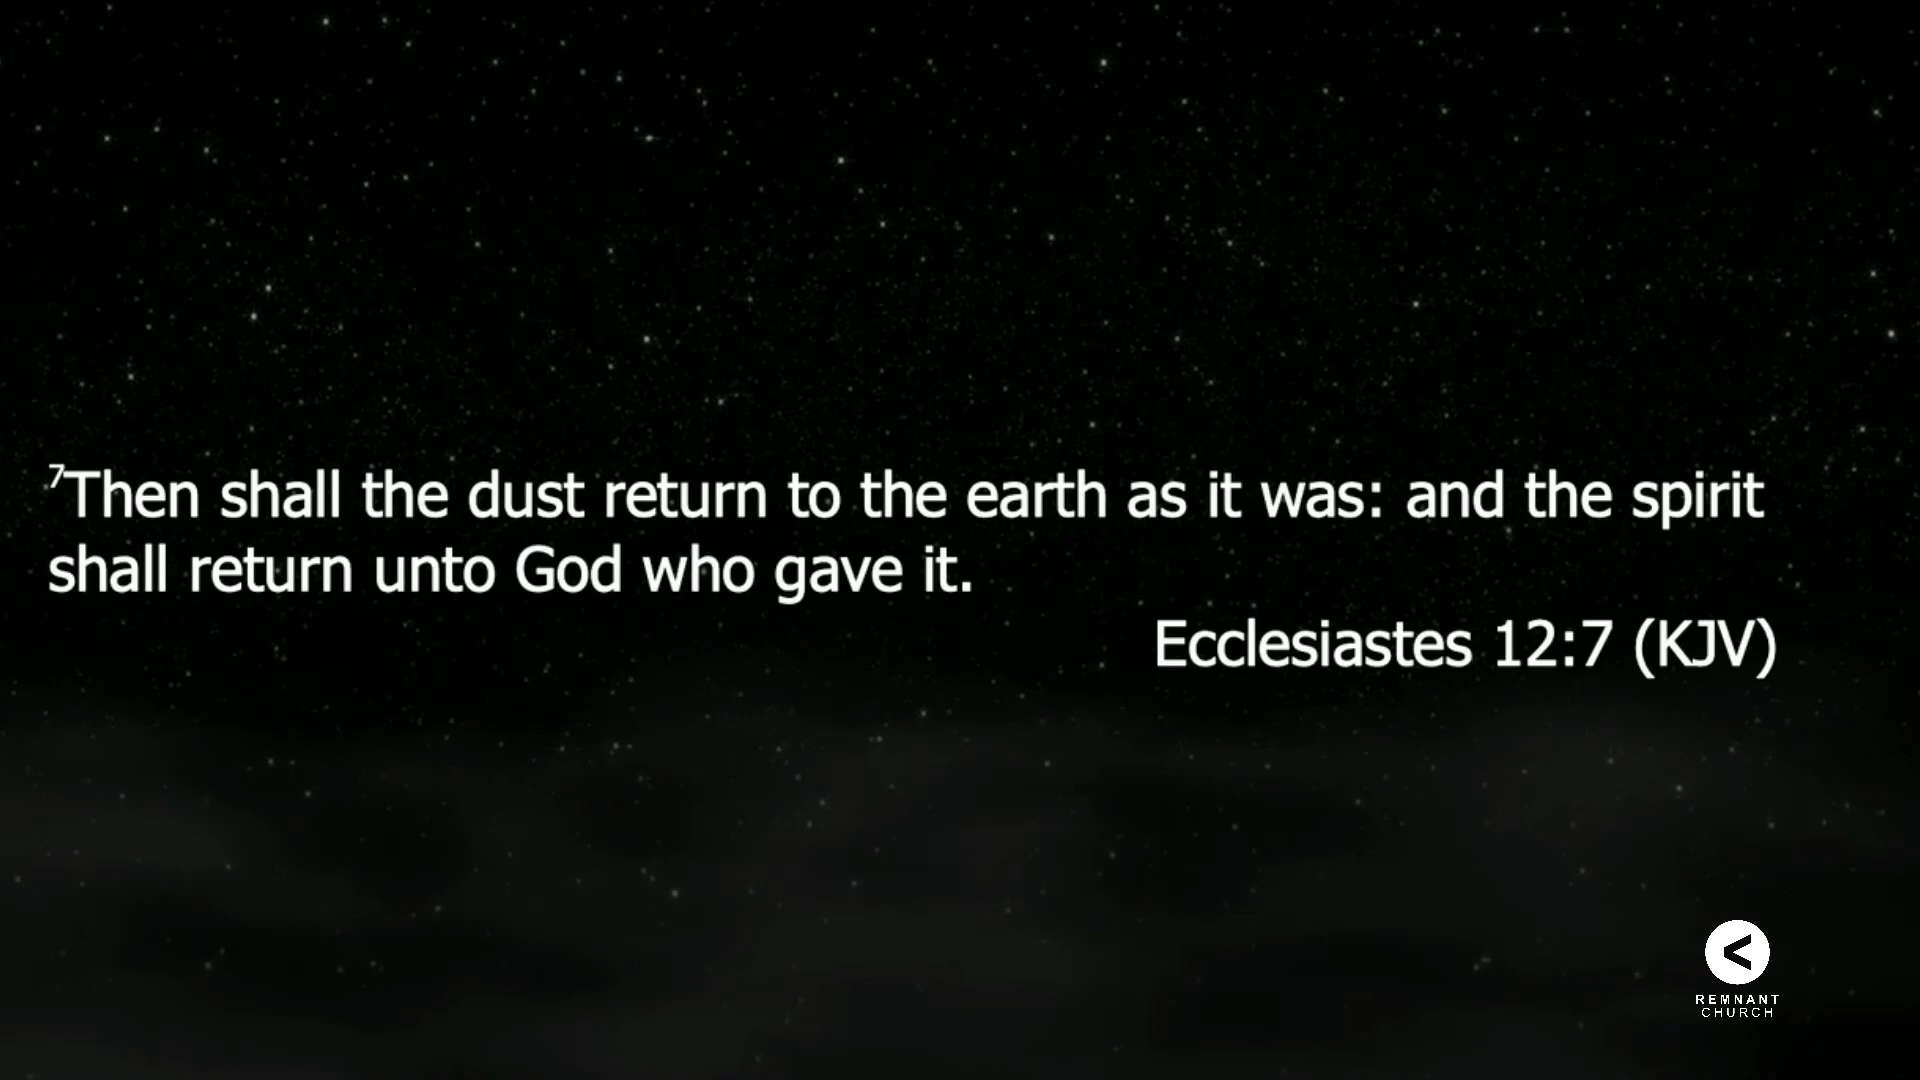 ⁷Then shall the dust return to the earth as it was: and the spirit
shall return unto God who gave it.
Ecclesiastes 12:7 (KJV)
REMNANT
CHURCH